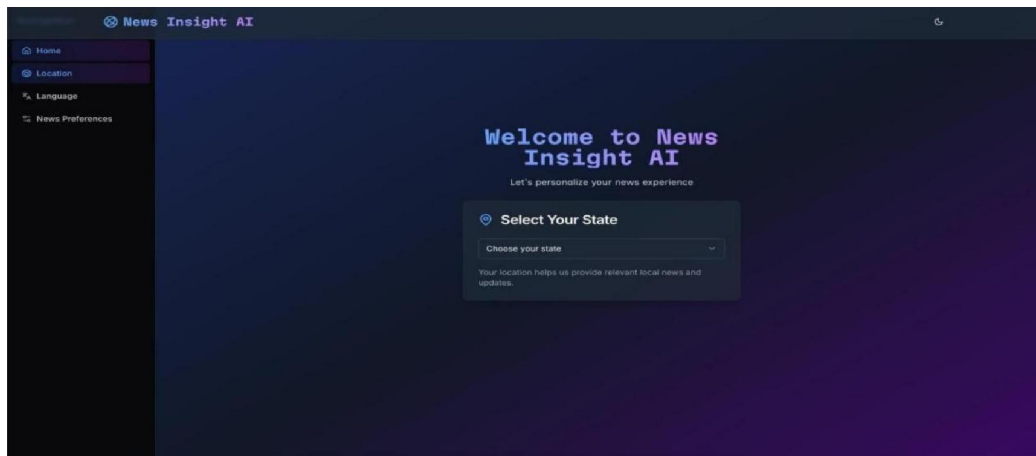 News Insight AI
Home
Location
Language
News Preferences
Welcome to News
Insight AI
Let's personalize your news experience
Select Your State
Choose your state
Your location helps us provide relevant local news and
updates.